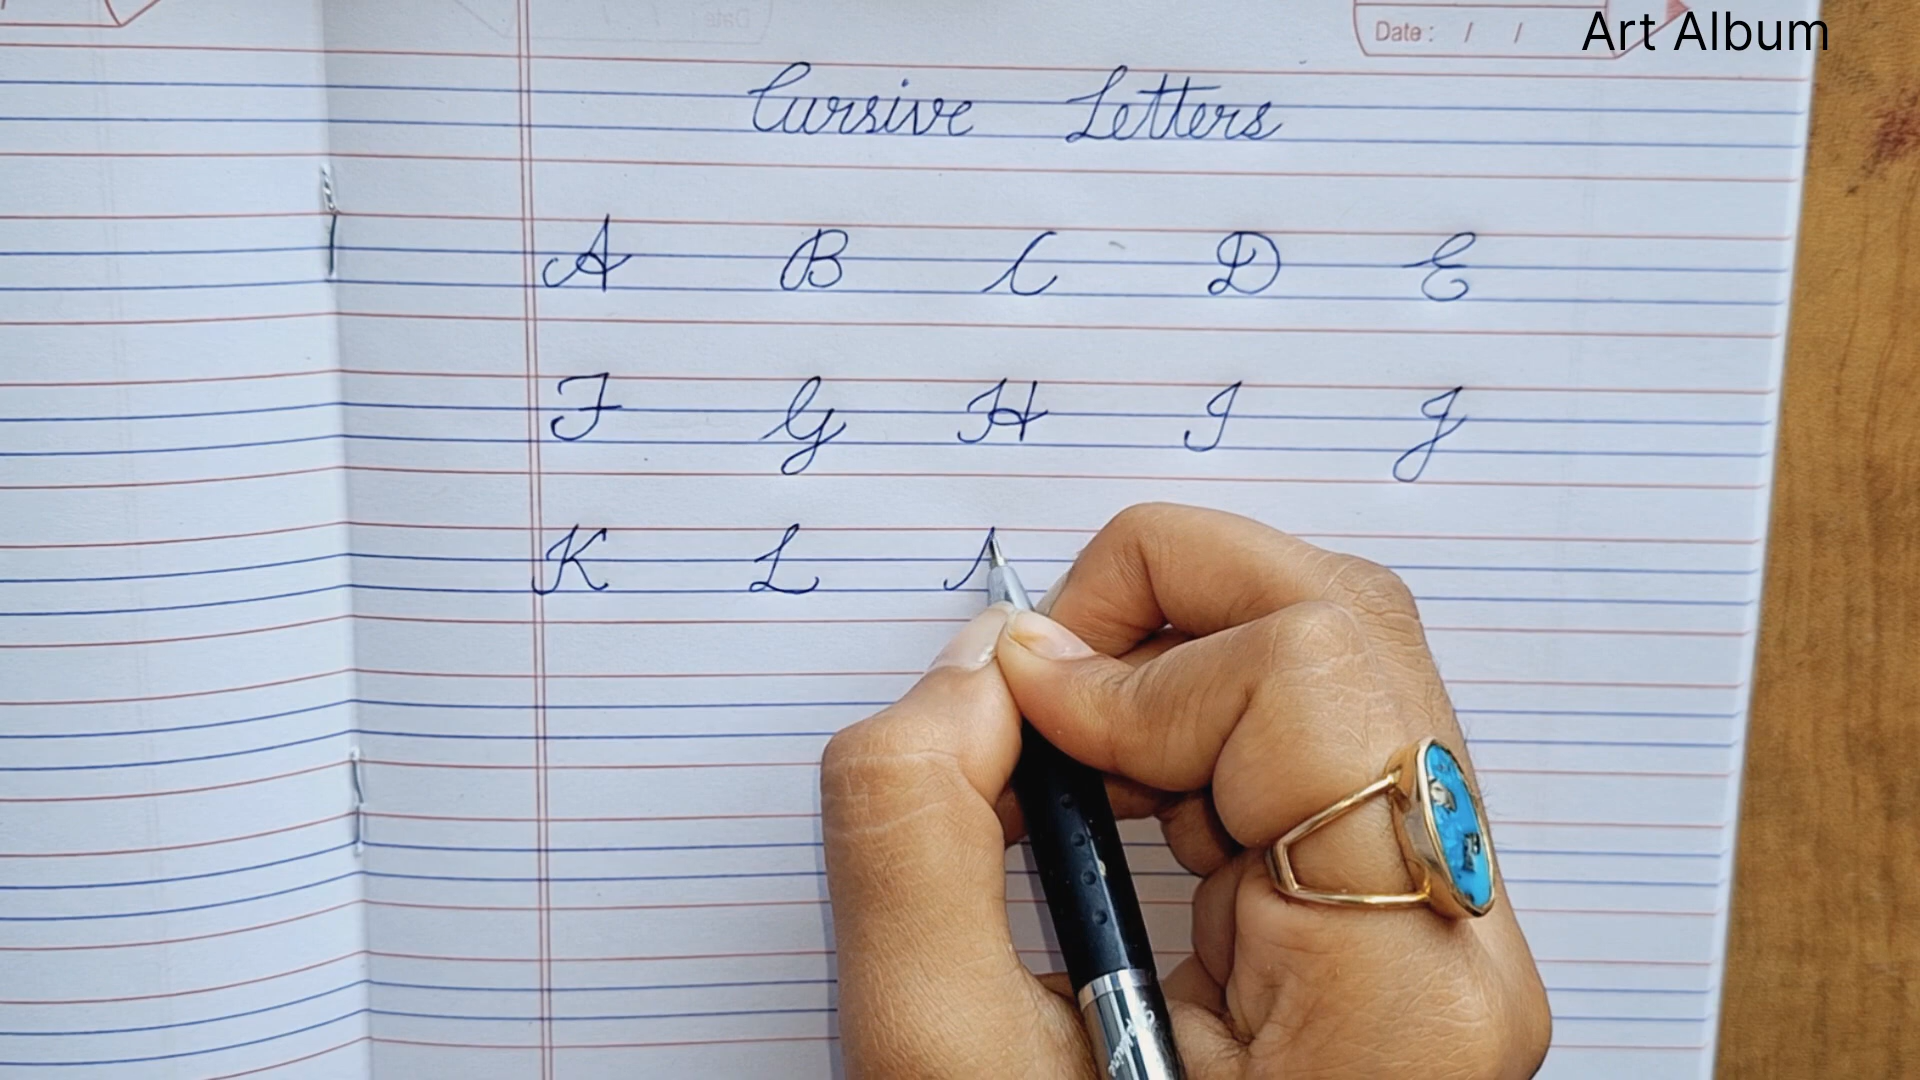 Date : / / Art Album
Cursive Letters
A B C D E
F G H I J
K L